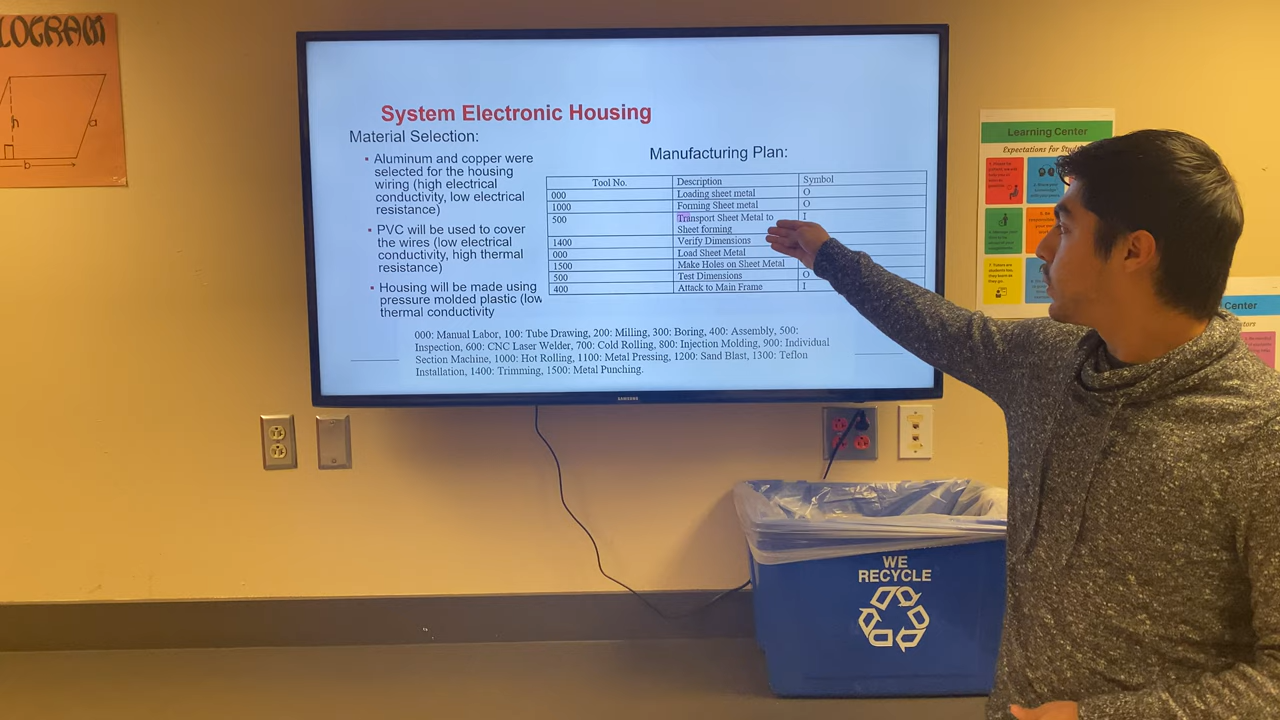 LOGRAM
h
a
b
System Electronic Housing
Material Selection:
▪ Aluminum and copper were
selected for the housing
wiring (high electrical
conductivity, low electrical
resistance)
▪ PVC will be used to cover
the wires (low electrical
conductivity, high thermal
resistance)
▪ Housing will be made using
pressure molded plastic (low
thermal conductivity
Manufacturing Plan:
Tool No. Description Symbol
000 Loading sheet metal O
1000 Forming Sheet metal O
500 Transport Sheet Metal to I
Sheet forming
1400 Verify Dimensions
000 Load Sheet Metal
1500 Make Holes on Sheet Metal
500 Test Dimensions O
400 Attack to Main Frame I
000: Manual Labor, 100: Tube Drawing, 200: Milling, 300: Boring, 400: Assembly, 500:
Inspection, 600: CNC Laser Welder, 700: Cold Rolling, 800: Injection Molding, 900: Individual
Section Machine, 1000: Hot Rolling, 1100: Metal Pressing, 1200: Sand Blast, 1300: Teflon
Installation, 1400: Trimming, 1500: Metal Punching.
SAMSUNG
Learning Center
Expectations for Stud
Center
WE
RECYCLE